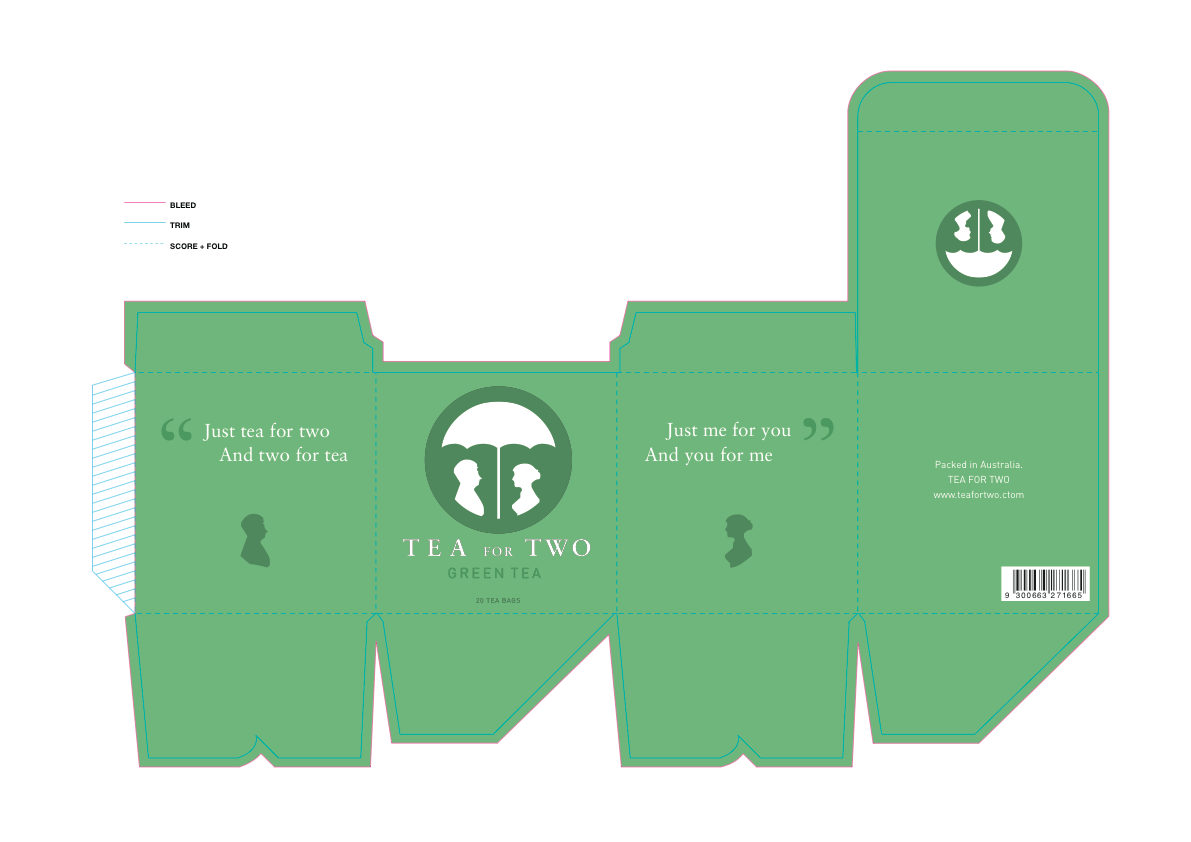 BLEED
TRIM
SCORE + FOLD
“ Just tea for two
And two for tea
TEA FOR TWO
GREEN TEA
20 TEA BAGS
Just me for you ”
And you for me
Packed in Australia.
TEA FOR TWO
www.teafortwo.ctom
9 300663 271665